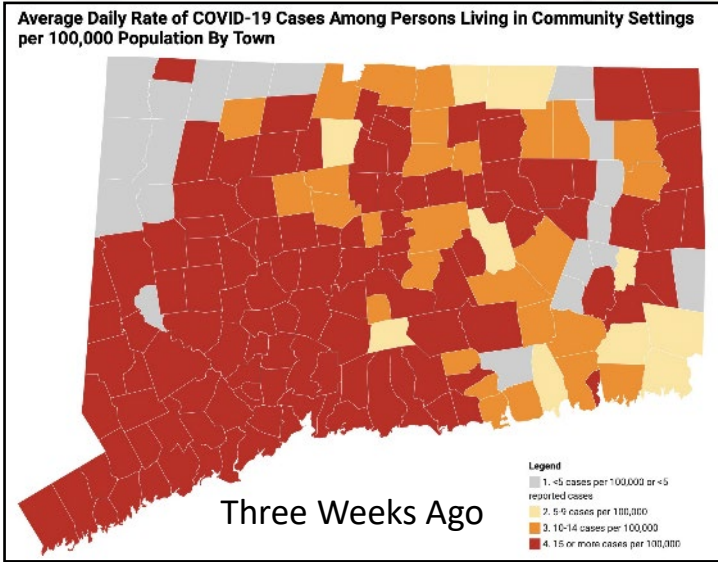 Average Daily Rate of COVID-19 Cases Among Persons Living in Community Settings
per 100,000 Population By Town
Three Weeks Ago
Legend
1. <5 cases per 100,000 or <5
reported cases
2. 5-9 cases per 100,000
3. 10-14 cases per 100,000
4. 15 or more cases per 100,000